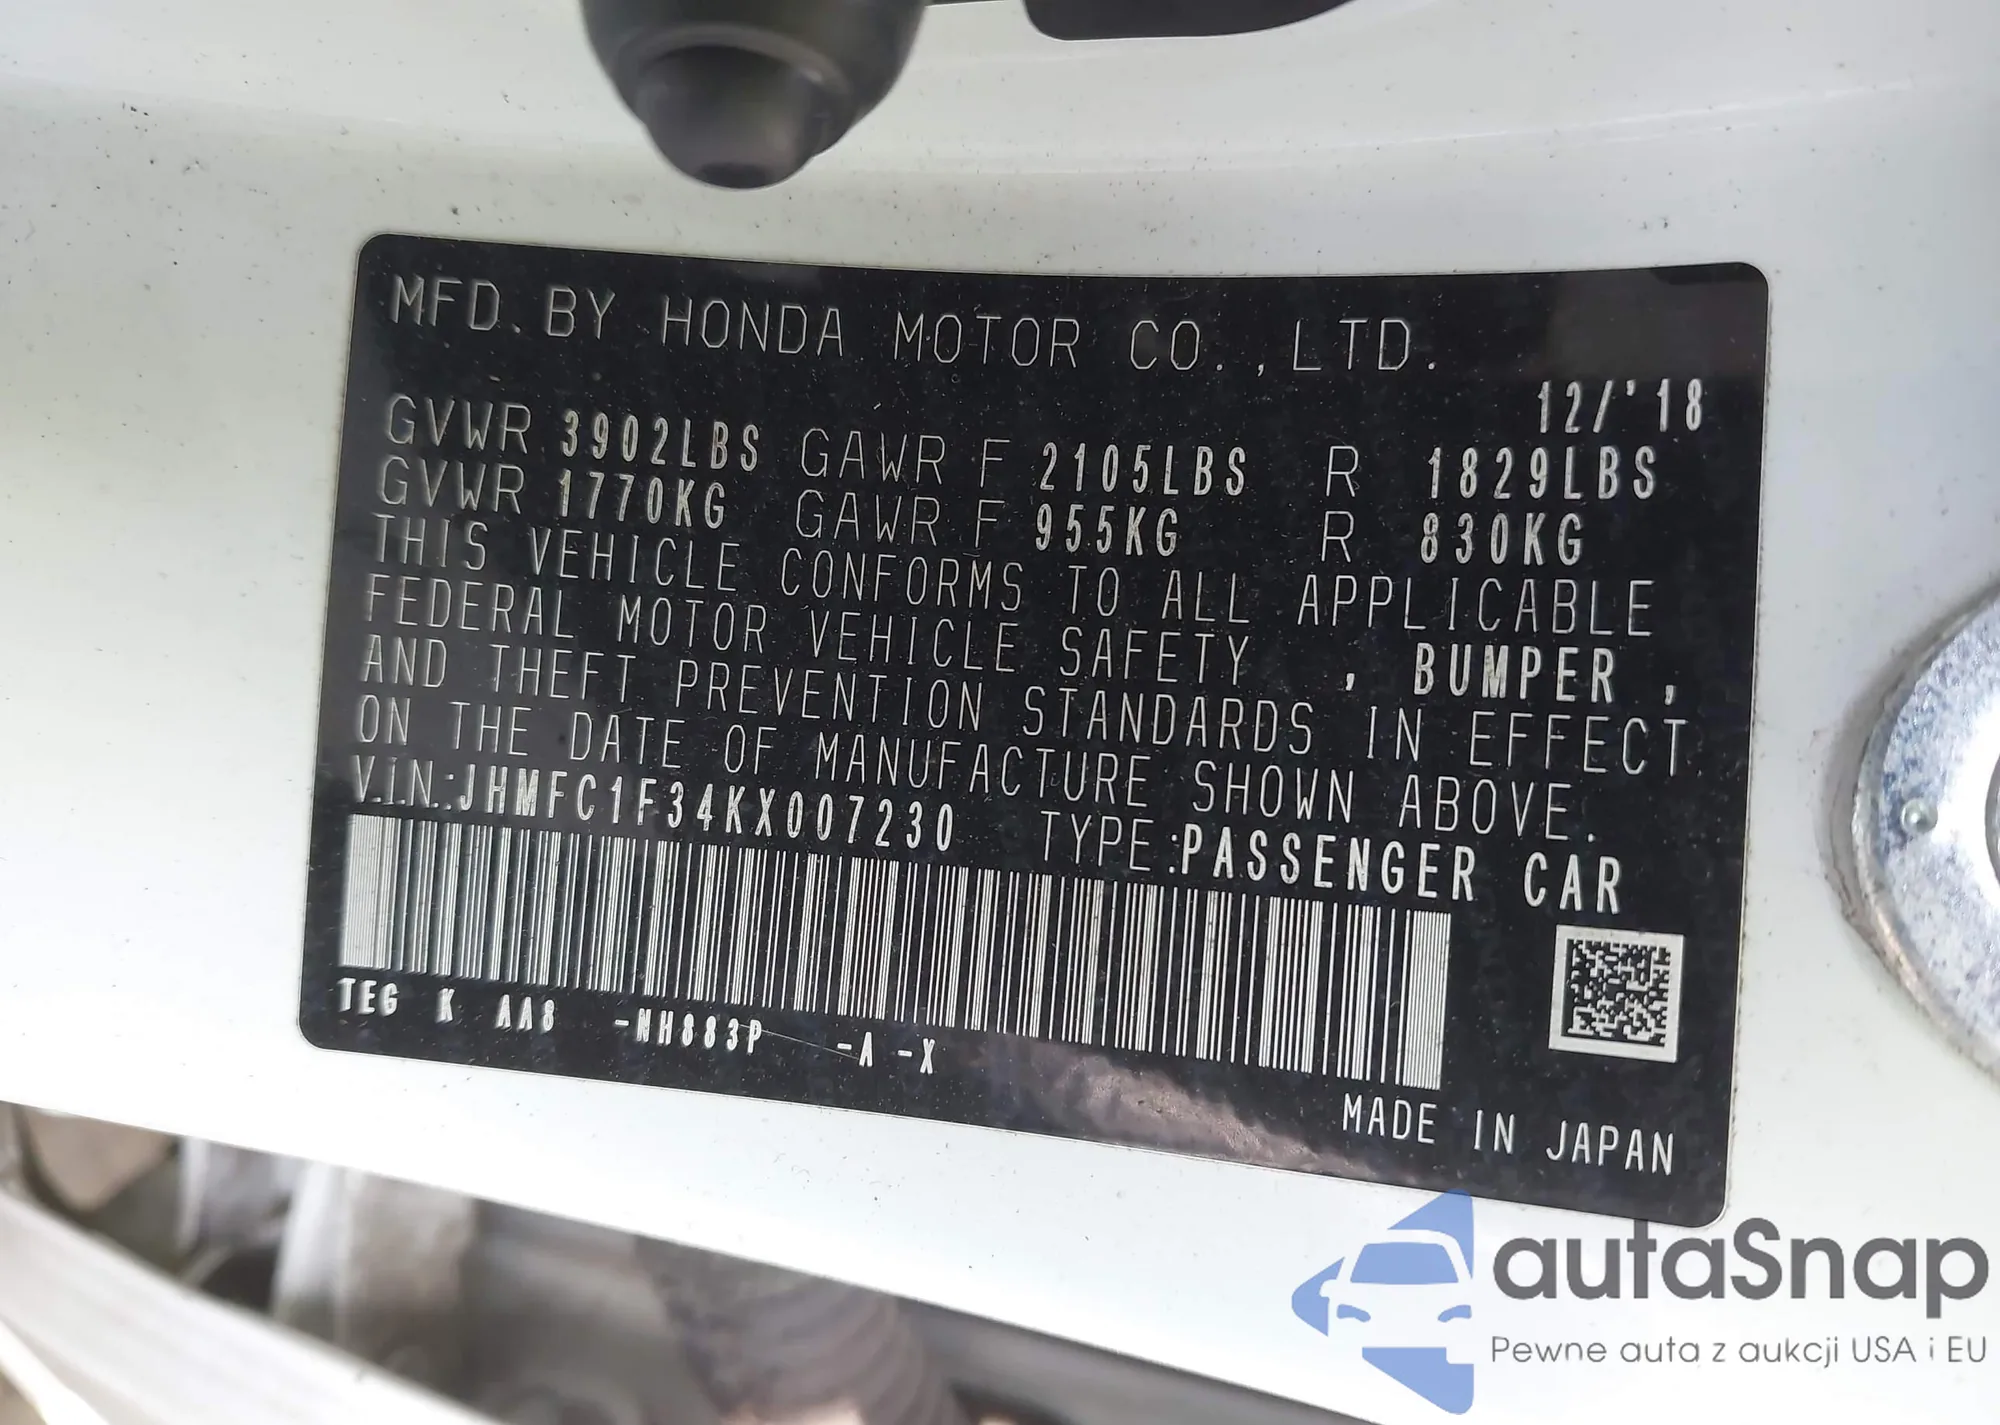 MFD. BY HONDA MOTOR CO., LTD.
12/'18
GVWR 3902LBS GAWR F 2105LBS R 1829LBS
GVWR 1770KG GAWR F 955KG R 830KG
THIS VEHICLE CONFORMS TO ALL APPLICABLE
FEDERAL MOTOR VEHICLE SAFETY , BUMPER ,
AND THEFT PREVENTION STANDARDS IN EFFECT
ON THE DATE OF MANUFACTURE SHOWN ABOVE.
V.I.N.:JHMFC1F34KX007230 TYPE:PASSENGER CAR
TEG K AA8 -NH883P -A -X
MADE IN JAPAN
autaSnap
Pewne auta z aukcji USA i EU